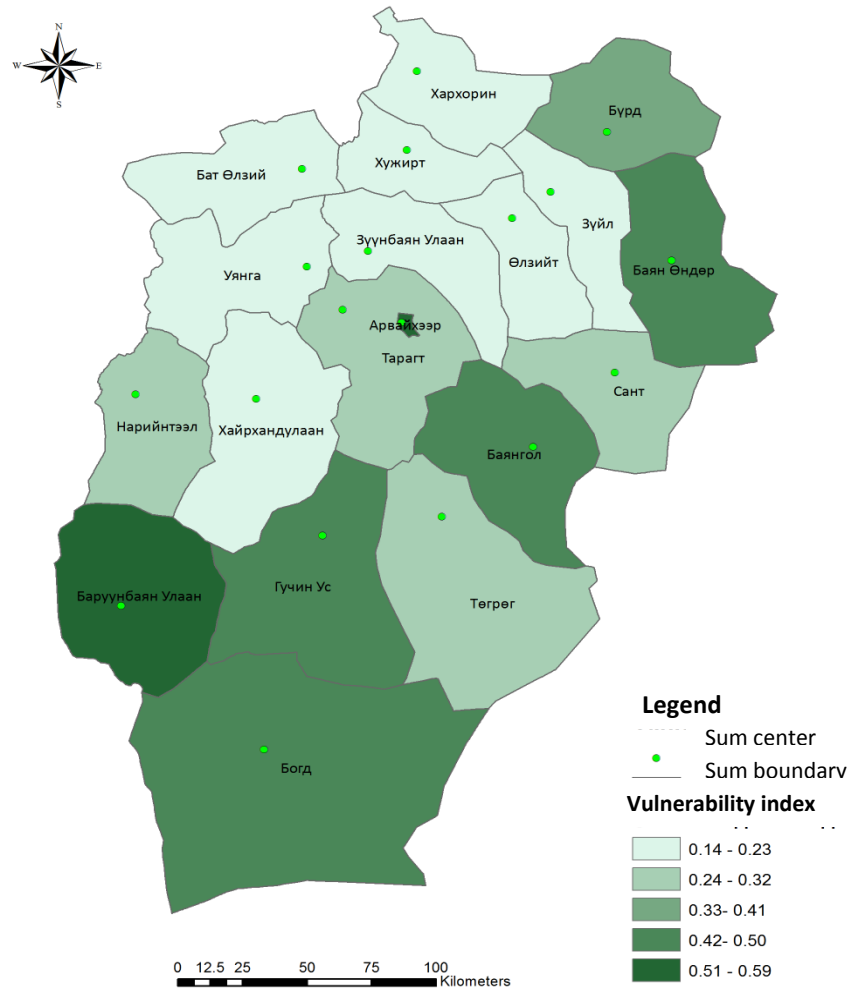 N
W E
S
Хархорин
Бүрд
Хужирт
Бат Өлзий
Зүйл
Зүүнбаян Улаан
Өлзийт
Уянга
Баян Өндөр
Арвайхээр
Тарагт
Сант
Нарийнтээл
Хайрхандулаан
Баянгол
Гучин Ус
Баруунбаян Улаан
Төгрөг
Богд
Legend
Sum center
Sum boundary
Vulnerability index
0.14 - 0.23
0.24 - 0.32
0.33- 0.41
0.42- 0.50
0.51 - 0.59
0 12.5 25 50 75 100
Kilometers